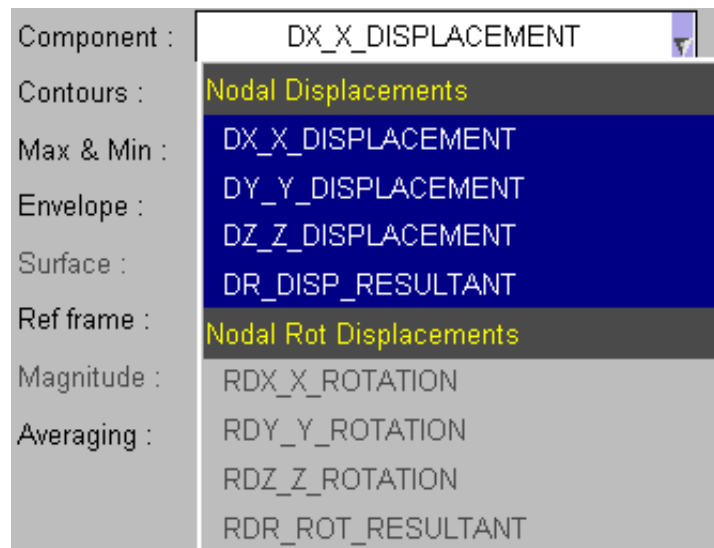 Component : DX_X_DISPLACEMENT
Contours : Nodal Displacements
Max & Min : DX_X_DISPLACEMENT
DY_Y_DISPLACEMENT
Envelope :
DZ_Z_DISPLACEMENT
Surface :
DR_DISP_RESULTANT
Ref frame : Nodal Rot Displacements
Magnitude : RDX_X_ROTATION
Averaging : RDY_Y_ROTATION
RDZ_Z_ROTATION
RDR_ROT_RESULTANT